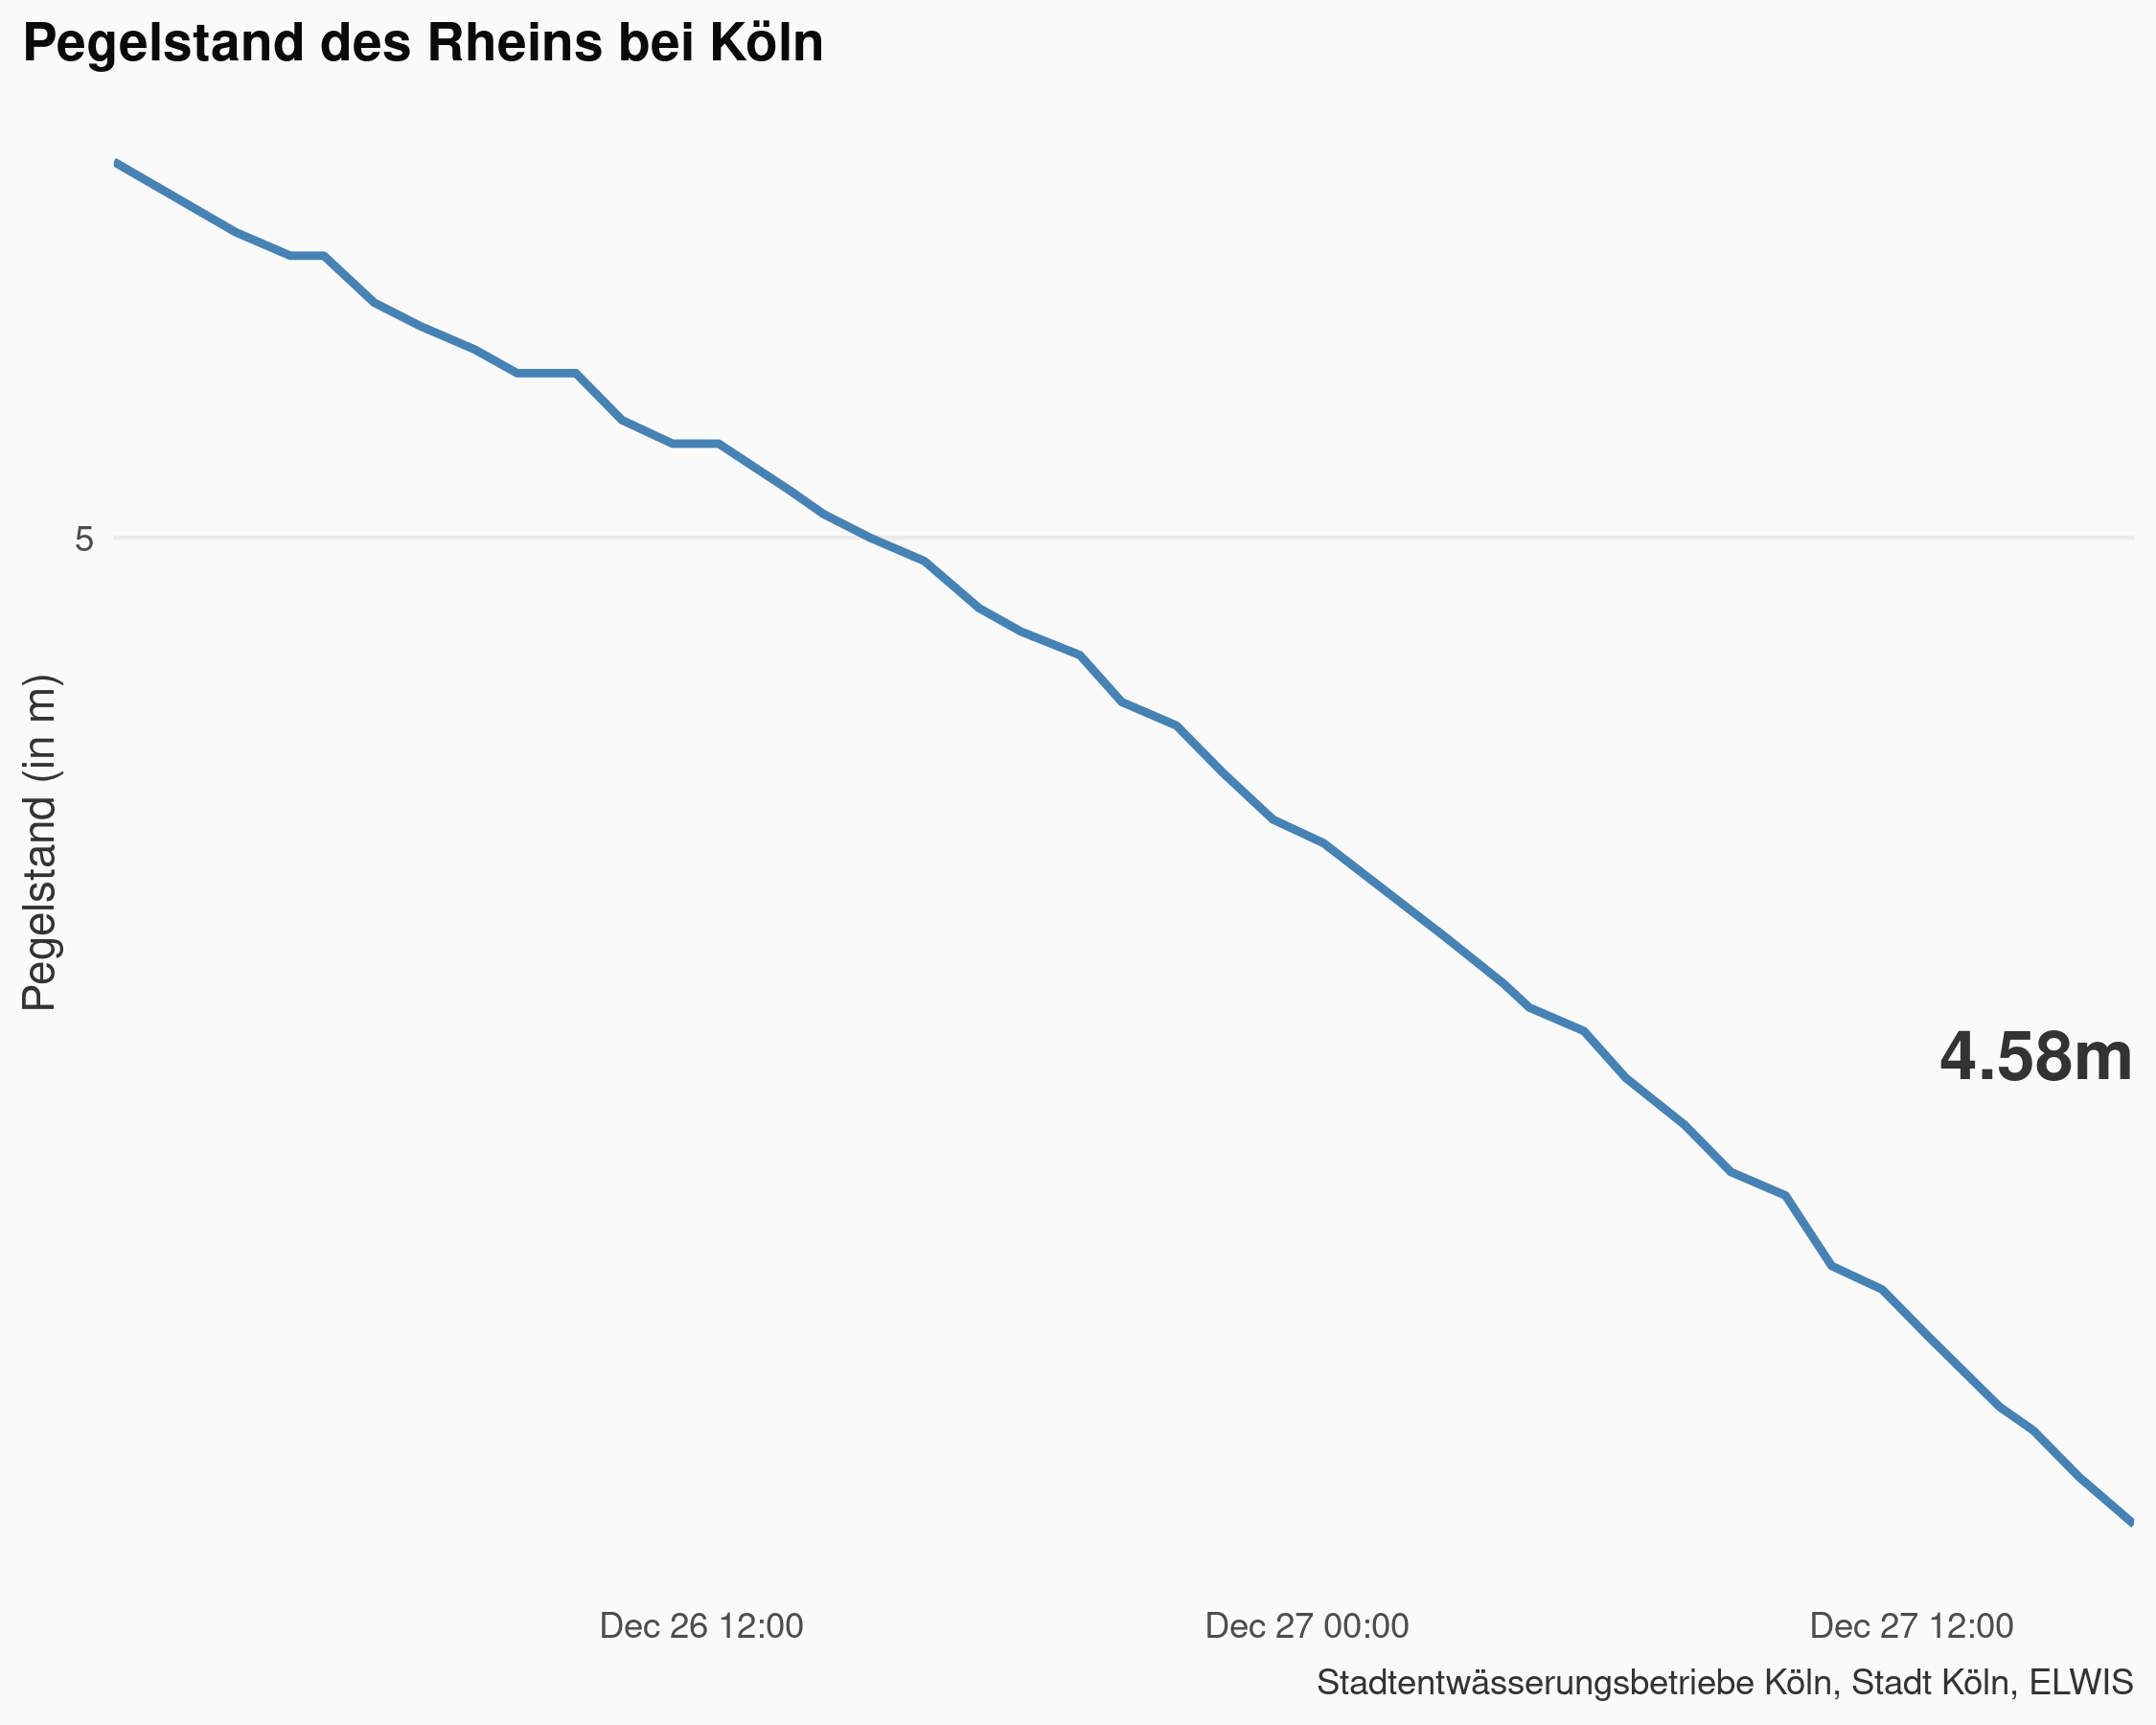 Pegelstand des Rheins bei Köln
5
Pegelstand (in m)
4.58m
Dec 26 12:00
Dec 27 00:00
Dec 27 12:00
Stadtentwässerungsbetriebe Köln, Stadt Köln, ELWIS